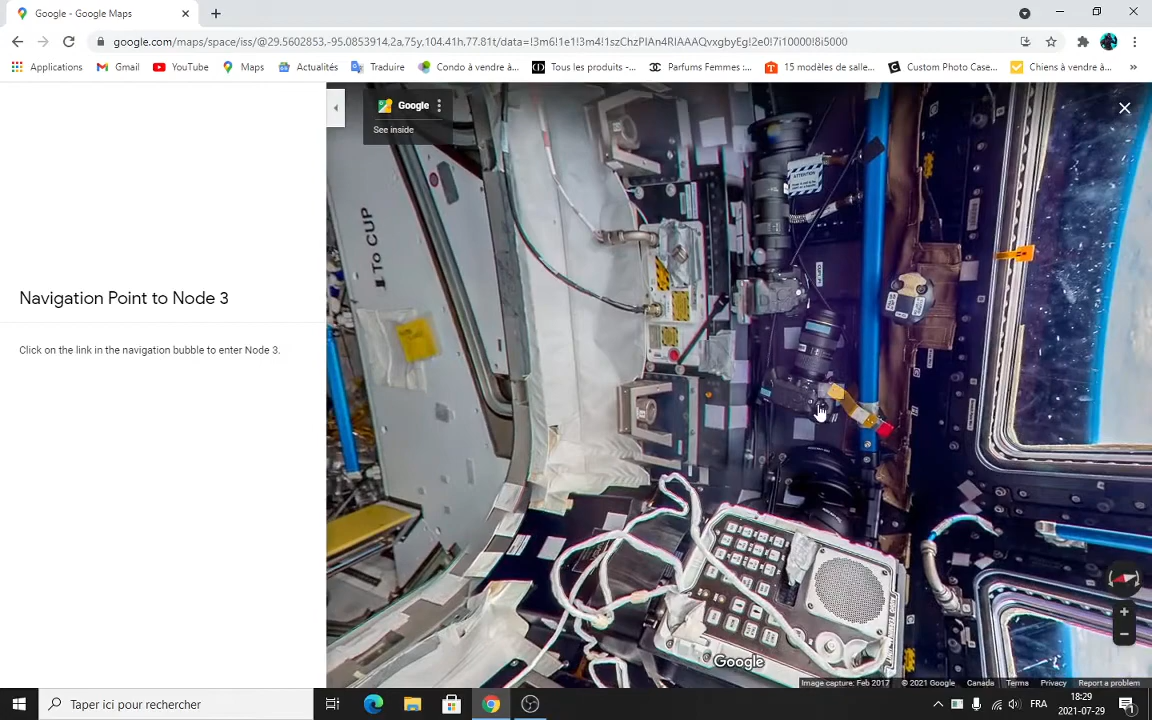 Google - Google Maps
google.com/maps/space/iss/@29.5602853,-95.0853914,2a,75y,104.41h,77.81t/data=!3m6!1e1!3m4!1szChzPIAn4RIAAAQvxgbyEg!2e0!7i10000!8i5000
Applications
Gmail
YouTube
Maps
Actualités
Traduire
Condo à vendre à...
Tous les produits -...
Parfums Femmes :...
15 modèles de salle...
Custom Photo Case...
Chiens à vendre à...
Google
See inside
ATTENTION
1 To CUP
Navigation Point to Node 3
Click on the link in the navigation bubble to enter Node 3.
Google
Image capture: Feb 2017
© 2021 Google
Canada
Terms
Privacy
Report a problem
Taper ici pour rechercher
FRA
18:29
2021-07-29
1